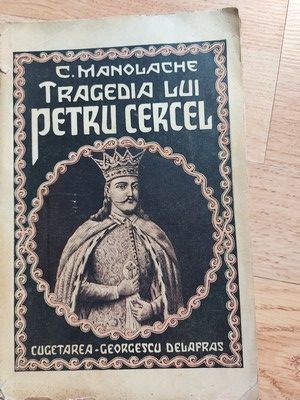 C. MANOLACHE
TRAGEDIA LUI
PETRU CERCEL
CUGETAREA-GEORGESCU DELAFRAS